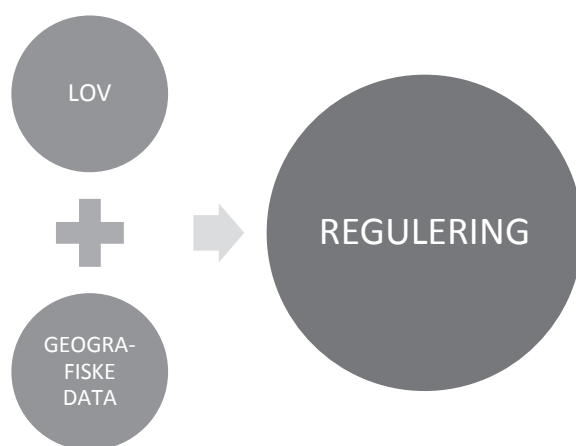 LOV
REGULERING
GEOGRA-
FISKE
DATA